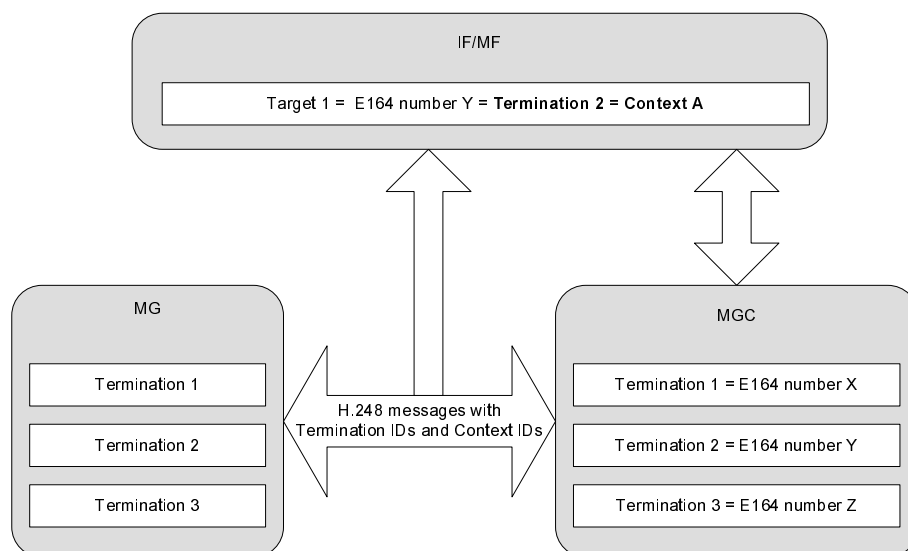 IF/MF
Target 1 = E164 number Y = Termination 2 = Context A
MG
Termination 1
Termination 2
Termination 3
H.248 messages with
Termination IDs and Context IDs
MGC
Termination 1 = E164 number X
Termination 2 = E164 number Y
Termination 3 = E164 number Z